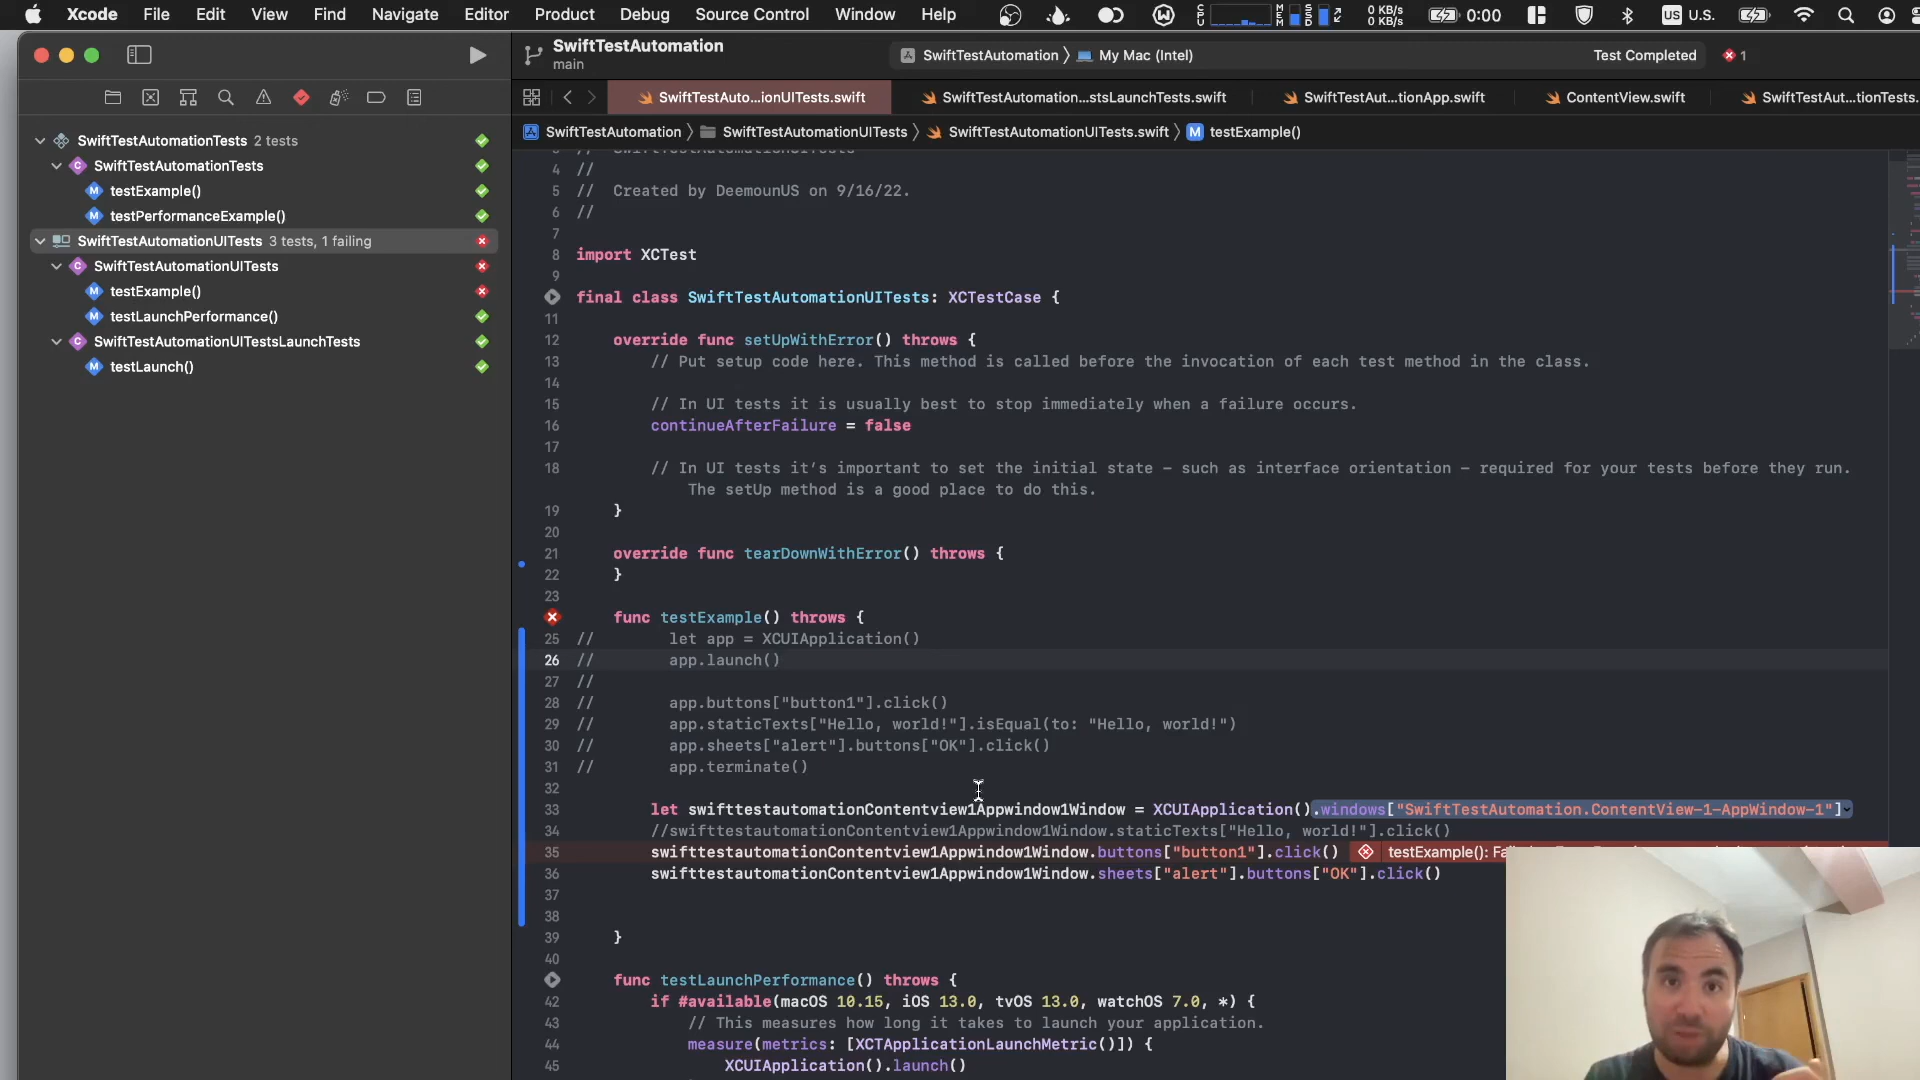 Xcode File Edit View Find Navigate Editor Product Debug Source Control Window Help
CPU MEM SSD 0 KB/s 0 KB/s 0:00 US U.S.
SwiftTestAutomation
main
SwiftTestAutomation 〉 My Mac (Intel)
Test Completed 1
SwiftTestAuto...ionUITests.swift
SwiftTestAutomation...stsLaunchTests.swift
SwiftTestAut...tionApp.swift
ContentView.swift
SwiftTestAut...tionTests.
SwiftTestAutomation 〉 SwiftTestAutomationUITests 〉 SwiftTestAutomationUITests.swift 〉 M testExample()
SwiftTestAutomationTests 2 tests
C SwiftTestAutomationTests
M testExample()
M testPerformanceExample()
SwiftTestAutomationUITests 3 tests, 1 failing
C SwiftTestAutomationUITests
M testExample()
M testLaunchPerformance()
C SwiftTestAutomationUITestsLaunchTests
M testLaunch()
3 // SwiftTestAutomationUITests
4 //
5 // Created by DeemounUS on 9/16/22.
6 //
7
8 import XCTest
9
final class SwiftTestAutomationUITests: XCTestCase {
11
12 override func setUpWithError() throws {
13 // Put setup code here. This method is called before the invocation of each test method in the class.
14
15 // In UI tests it is usually best to stop immediately when a failure occurs.
16 continueAfterFailure = false
17
18 // In UI tests it's important to set the initial state – such as interface orientation – required for your tests before they run.
The setUp method is a good place to do this.
19 }
20
21 override func tearDownWithError() throws {
22 }
23
func testExample() throws {
25 // let app = XCUIApplication()
26 // app.launch()
27 //
28 // app.buttons["button1"].click()
29 // app.staticTexts["Hello, world!"].isEqual(to: "Hello, world!")
30 // app.sheets["alert"].buttons["OK"].click()
31 // app.terminate()
32
33 let swifttestautomationContentview1Appwindow1Window = XCUIApplication().windows["SwiftTestAutomation.ContentView-1-AppWindow-1"]
34 //swifttestautomationContentview1Appwindow1Window.staticTexts["Hello, world!"].click()
35 swifttestautomationContentview1Appwindow1Window.buttons["button1"].click() testExample():
36 swifttestautomationContentview1Appwindow1Window.sheets["alert"].buttons["OK"].click()
37
38
39 }
40
func testLaunchPerformance() throws {
42 if #available(macOS 10.15, iOS 13.0, tvOS 13.0, watchOS 7.0, *) {
43 // This measures how long it takes to launch your application.
44 measure(metrics: [XCTApplicationLaunchMetric()]) {
45 XCUIApplication().launch()